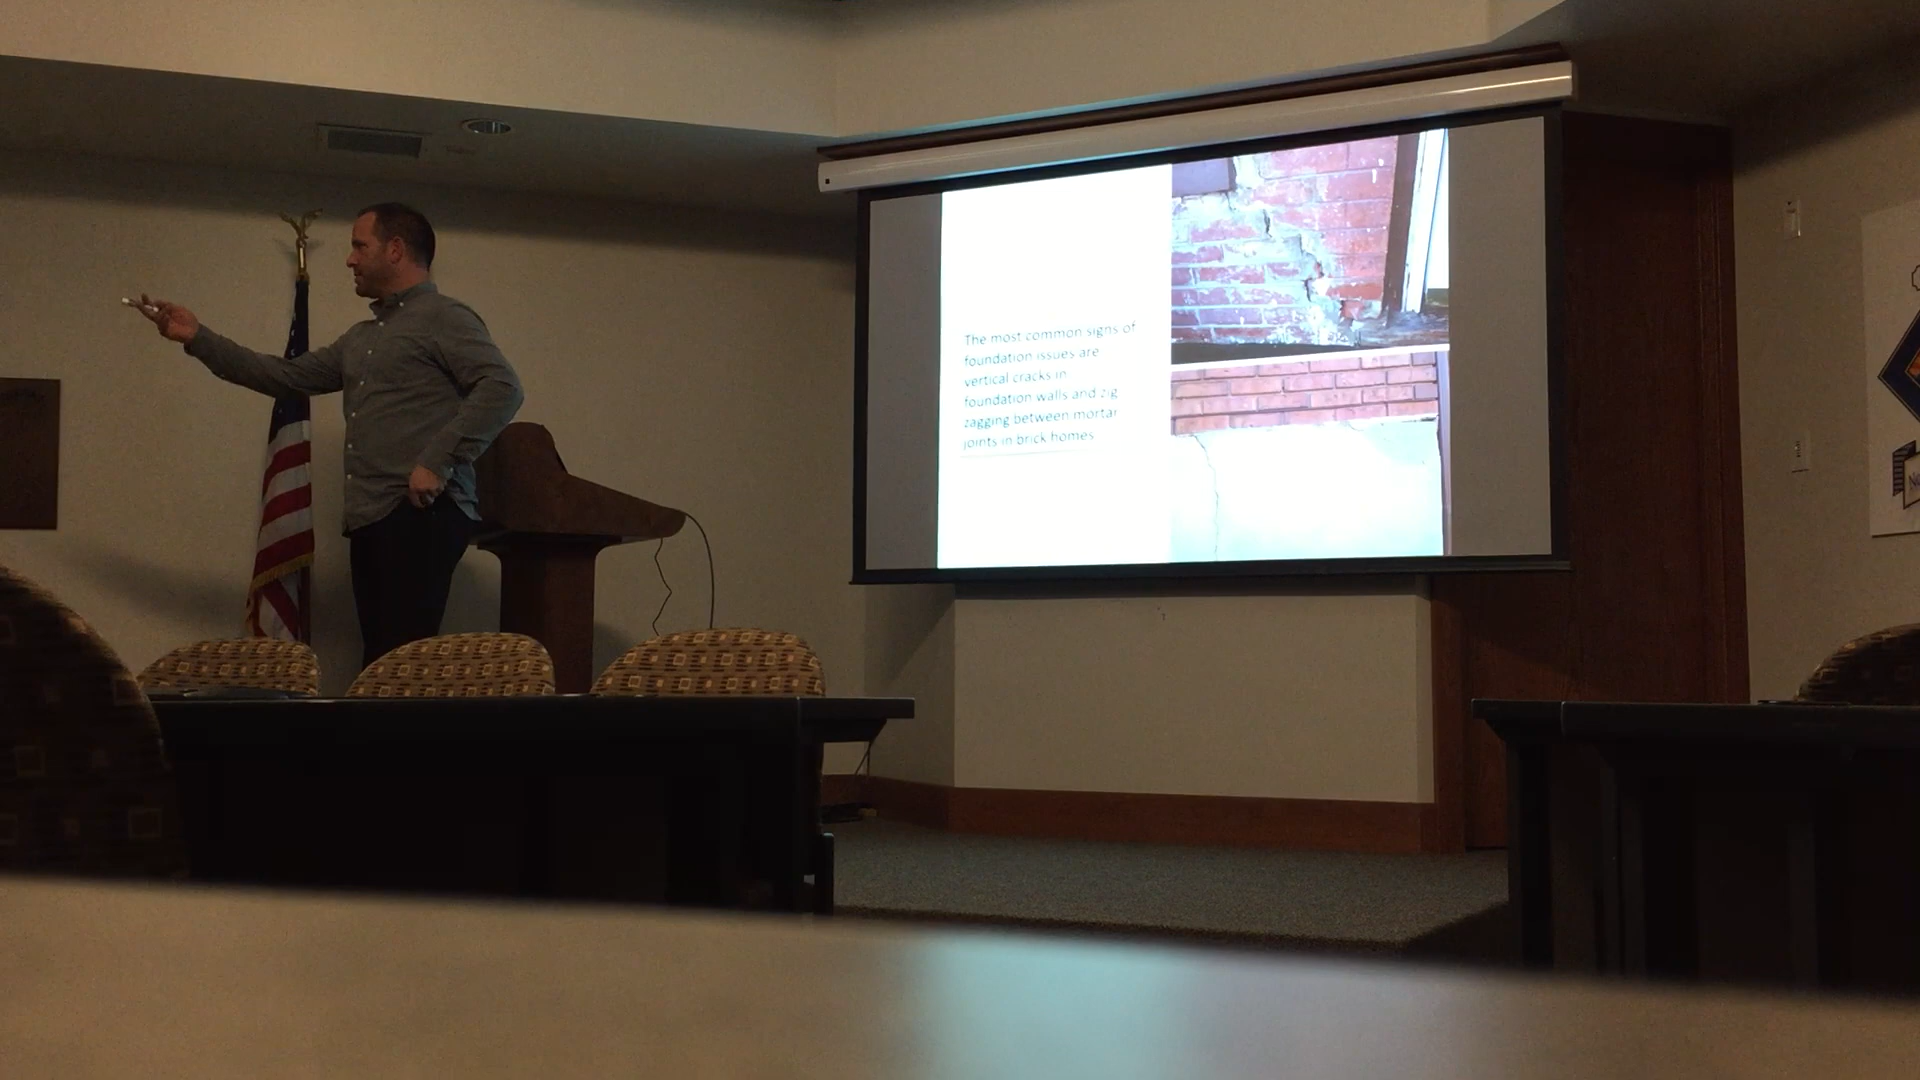 The most common signs of
foundation issues are
vertical cracks in
foundation walls and zig
zagging between mortar
joints in brick homes